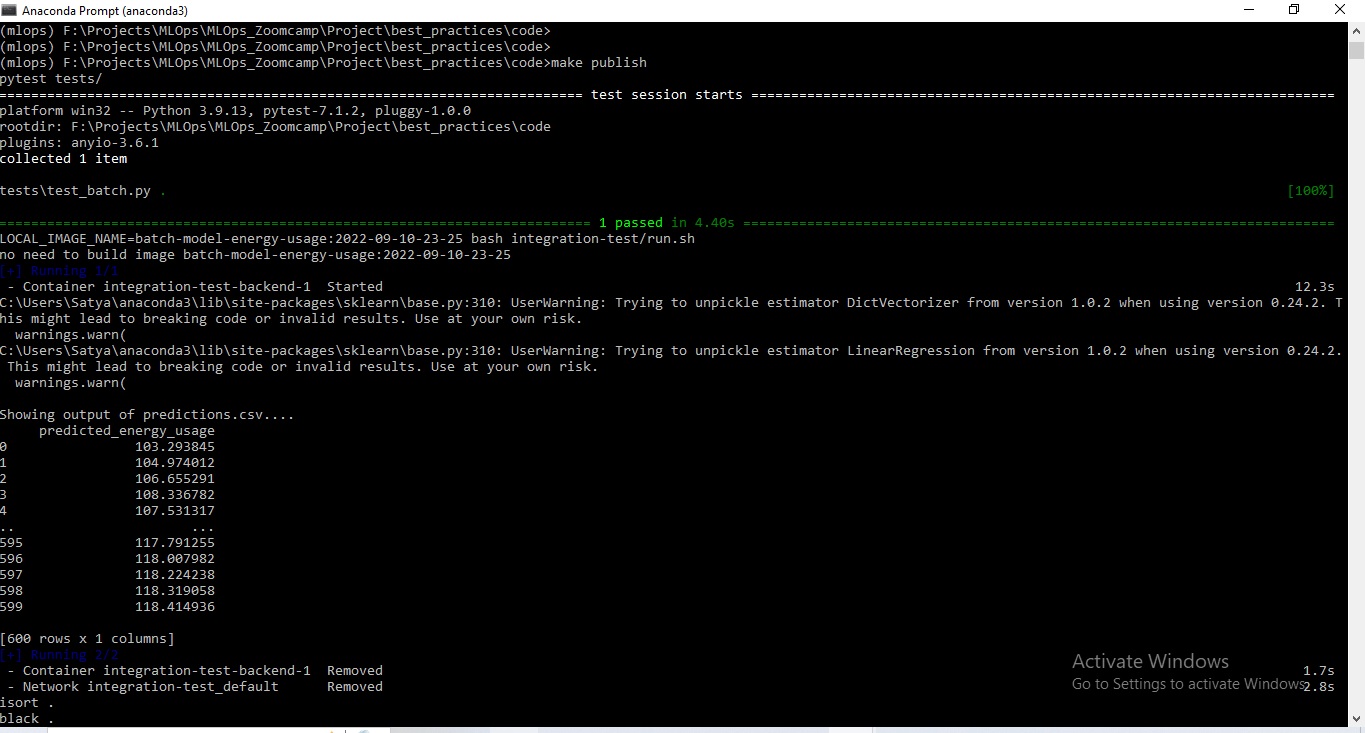 Anaconda Prompt (anaconda3)
(mlops) F:\Projects\MLOps\MLOps_Zoomcamp\Project\best_practices\code>
(mlops) F:\Projects\MLOps\MLOps_Zoomcamp\Project\best_practices\code>
(mlops) F:\Projects\MLOps\MLOps_Zoomcamp\Project\best_practices\code>make publish
pytest tests/
============================= test session starts =============================
platform win32 -- Python 3.9.13, pytest-7.1.2, pluggy-1.0.0
rootdir: F:\Projects\MLOps\MLOps_Zoomcamp\Project\best_practices\code
plugins: anyio-3.6.1
collected 1 item
tests\test_batch.py . [100%]
============================= 1 passed in 4.40s =============================
LOCAL_IMAGE_NAME=batch-model-energy-usage:2022-09-10-23-25 bash integration-test/run.sh
no need to build image batch-model-energy-usage:2022-09-10-23-25
[+] Running 1/1
- Container integration-test-backend-1 Started 12.3s
C:\Users\Satya\anaconda3\lib\site-packages\sklearn\base.py:310: UserWarning: Trying to unpickle estimator DictVectorizer from version 1.0.2 when using version 0.24.2. T
his might lead to breaking code or invalid results. Use at your own risk.
warnings.warn(
C:\Users\Satya\anaconda3\lib\site-packages\sklearn\base.py:310: UserWarning: Trying to unpickle estimator LinearRegression from version 1.0.2 when using version 0.24.2.
This might lead to breaking code or invalid results. Use at your own risk.
warnings.warn(
Showing output of predictions.csv....
predicted_energy_usage
0 103.293845
1 104.974012
2 106.655291
3 108.336782
4 107.531317
.. ...
595 117.791255
596 118.007982
597 118.224238
598 118.319058
599 118.414936
[600 rows x 1 columns]
[+] Running 2/2
- Container integration-test-backend-1 Removed 1.7s
- Network integration-test_default Removed 2.8s
isort .
black .
Activate Windows
Go to Settings to activate Windows.